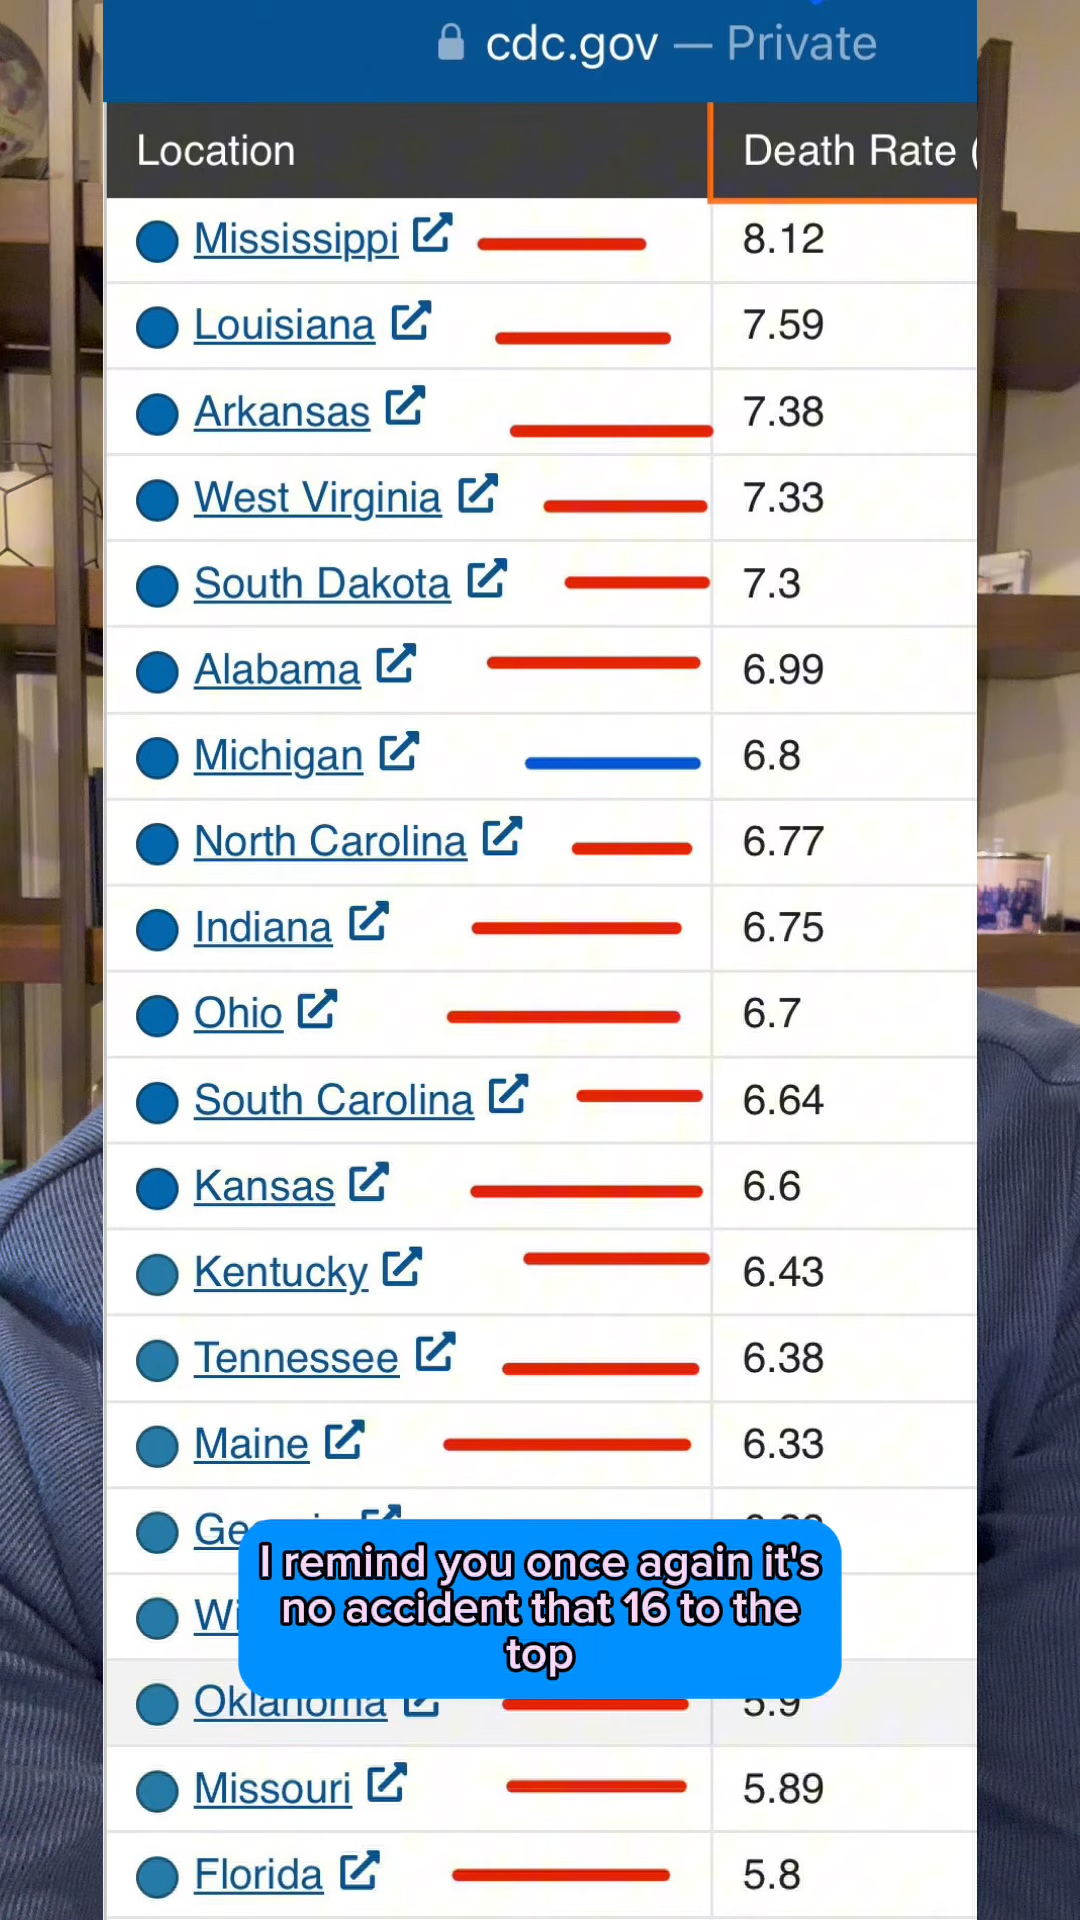 cdc.gov — Private
Location Death Rate (
Mississippi 8.12
Louisiana 7.59
Arkansas 7.38
West Virginia 7.33
South Dakota 7.3
Alabama 6.99
Michigan 6.8
North Carolina 6.77
Indiana 6.75
Ohio 6.7
South Carolina 6.64
Kansas 6.6
Kentucky 6.43
Tennessee 6.38
Maine 6.33
I remind you once again it's
no accident that 16 to the
top
Oklahoma 5.9
Missouri 5.89
Florida 5.8